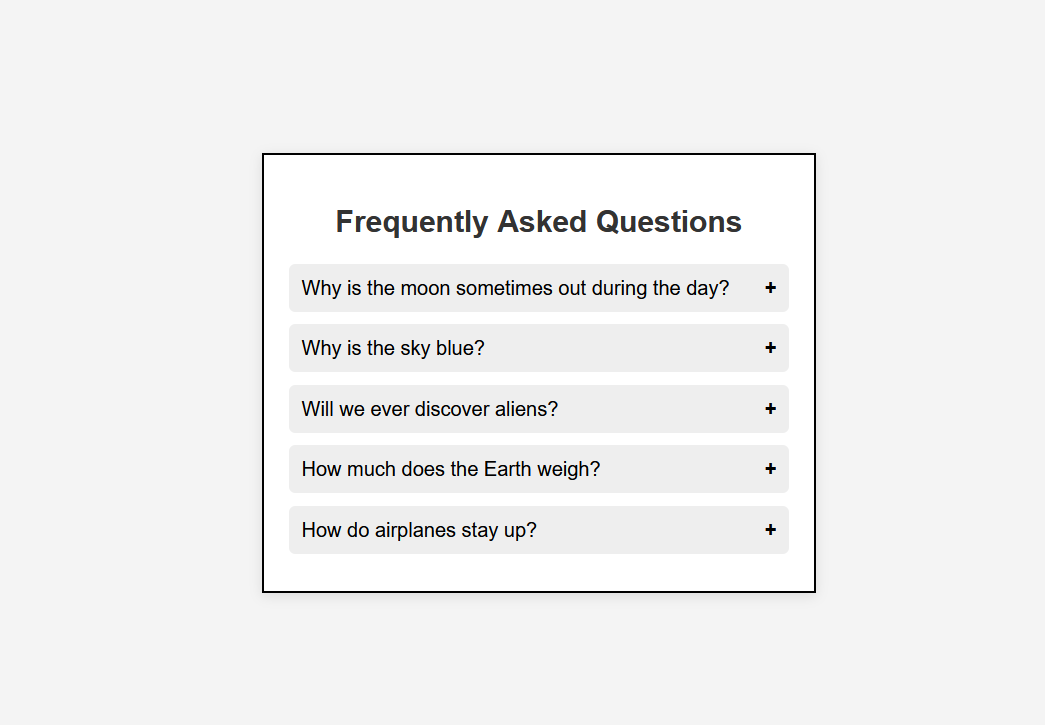 Frequently Asked Questions
Why is the moon sometimes out during the day? +
Why is the sky blue? +
Will we ever discover aliens? +
How much does the Earth weigh? +
How do airplanes stay up? +